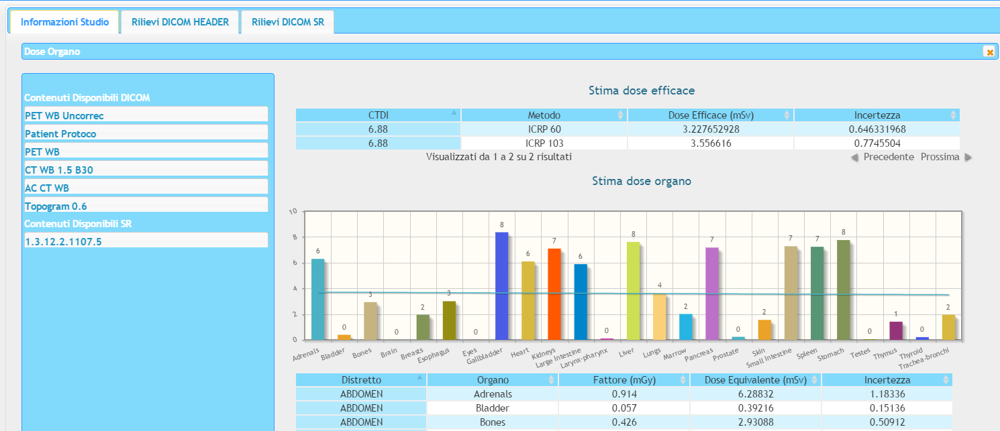 Informazioni Studio Rilievi DICOM HEADER Rilievi DICOM SR
Dose Organo
Contenuti Disponibili DICOM
PET WB Uncorrec
Patient Protoco
PET WB
CT WB 1.5 B30
AC CT WB
Topogram 0.6
Contenuti Disponibili SR
1.3.12.2.1107.5
Stima dose efficace
CTDI Metodo Dose Efficace (mSv) Incertezza
6.88 ICRP 60 3.227652928 0.646331968
6.88 ICRP 103 3.556616 0.7745504
Visualizzati da 1 a 2 su 2 risultati Precedente Prossima
Stima dose organo
10
8
6
4
2
0
6 0 3 0 2 3 0 8 6 7 6 0 8 4 2 7 0 2 7 7 8 0 1 0 2
Adrenals Bladder Bones Brain Breasts Esophagus Eyes Gallbladder Heart Kidneys Large Intestine Larynx-pharynx Liver Lungs Marrow Pancreas Prostate Skin Small Intestine Spleen Stomach Testes Thymus Thyroid Trachea-bronchi
Distretto Organo Fattore (mGy) Dose Equivalente (mSv) Incertezza
ABDOMEN Adrenals 0.914 6.28832 1.18336
ABDOMEN Bladder 0.057 0.39216 0.15136
ABDOMEN Bones 0.426 2.93088 0.50912